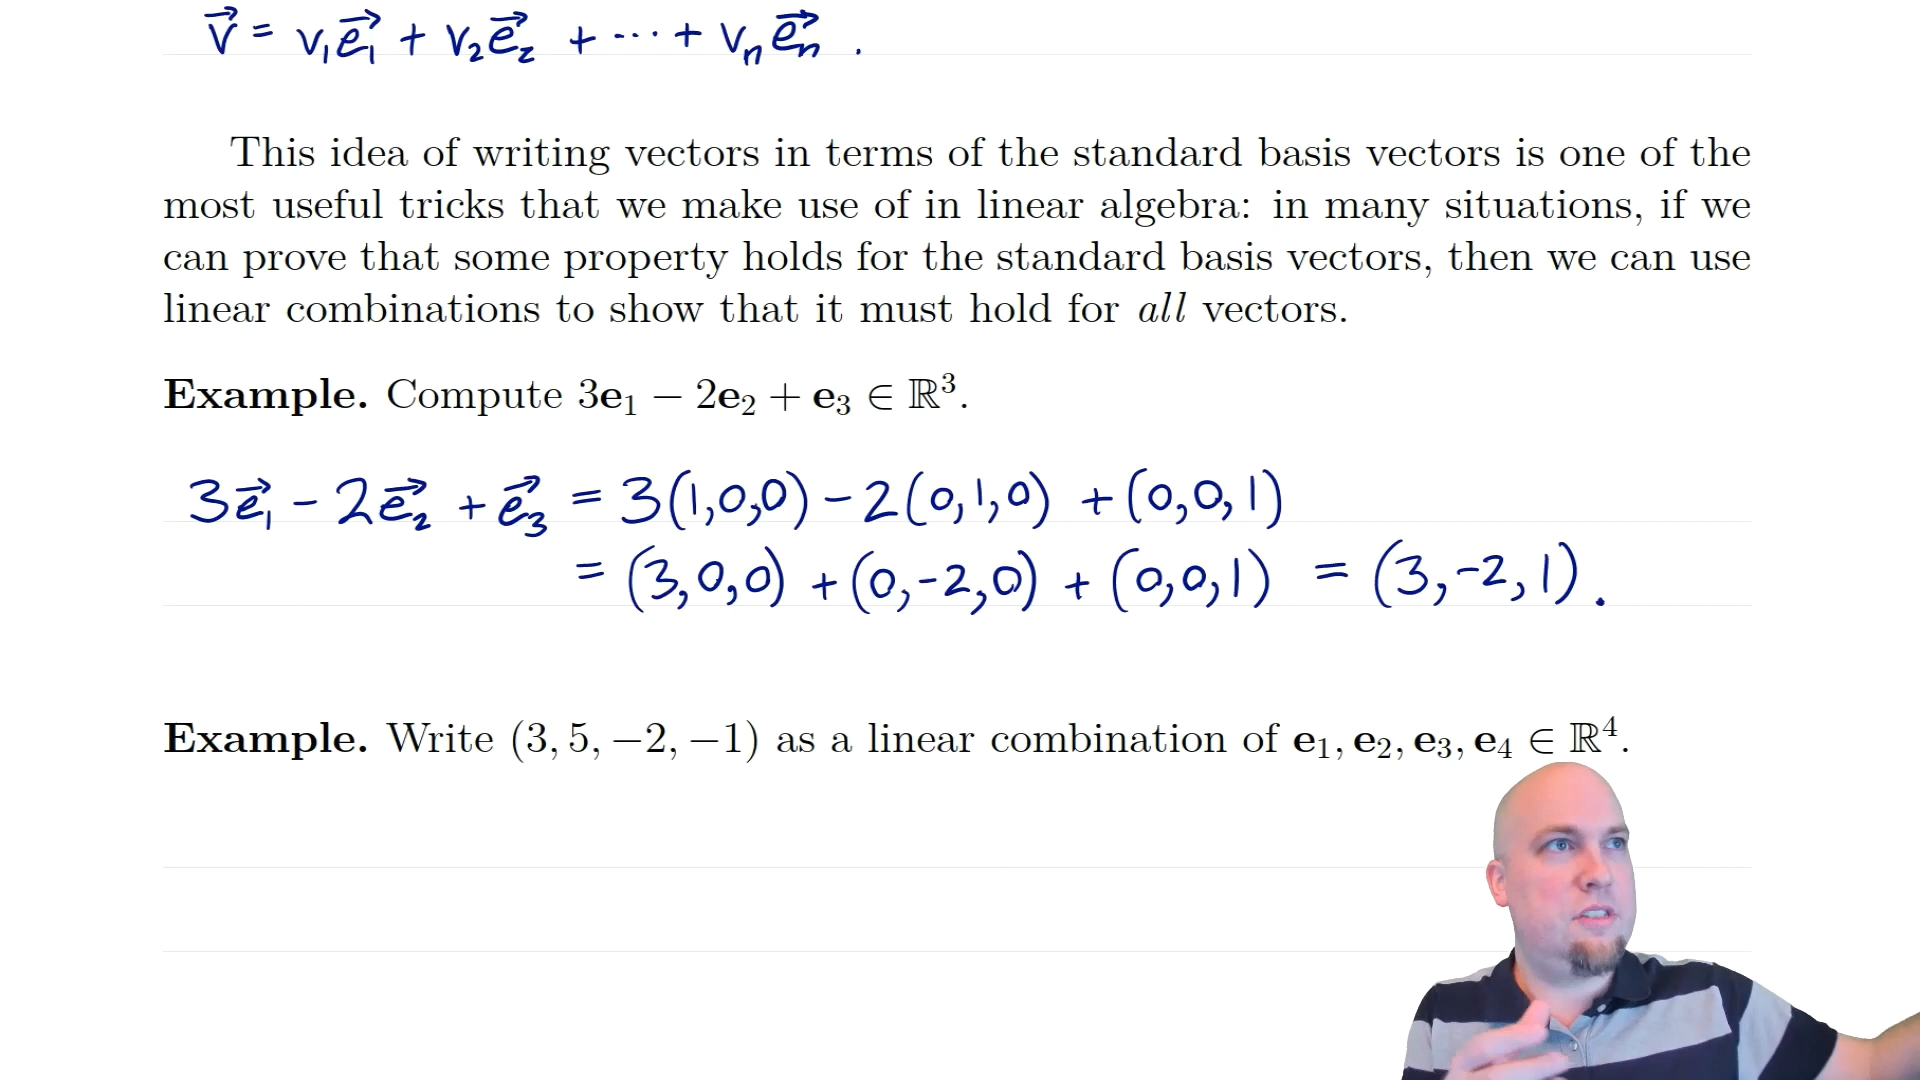 v⃗ = v₁e⃗₁ + v₂e⃗₂ + ⋯ + vₙe⃗ₙ .
This idea of writing vectors in terms of the standard basis vectors is one of the
most useful tricks that we make use of in linear algebra: in many situations, if we
can prove that some property holds for the standard basis vectors, then we can use
linear combinations to show that it must hold for all vectors.
Example. Compute 3e₁ − 2e₂ + e₃ ∈ ℝ³.
3e⃗₁ − 2e⃗₂ + e⃗₃ = 3(1,0,0) − 2(0,1,0) + (0,0,1)
= (3,0,0) + (0,-2,0) + (0,0,1) = (3,-2,1).
Example. Write (3, 5, −2, −1) as a linear combination of e₁, e₂, e₃, e₄ ∈ ℝ⁴.